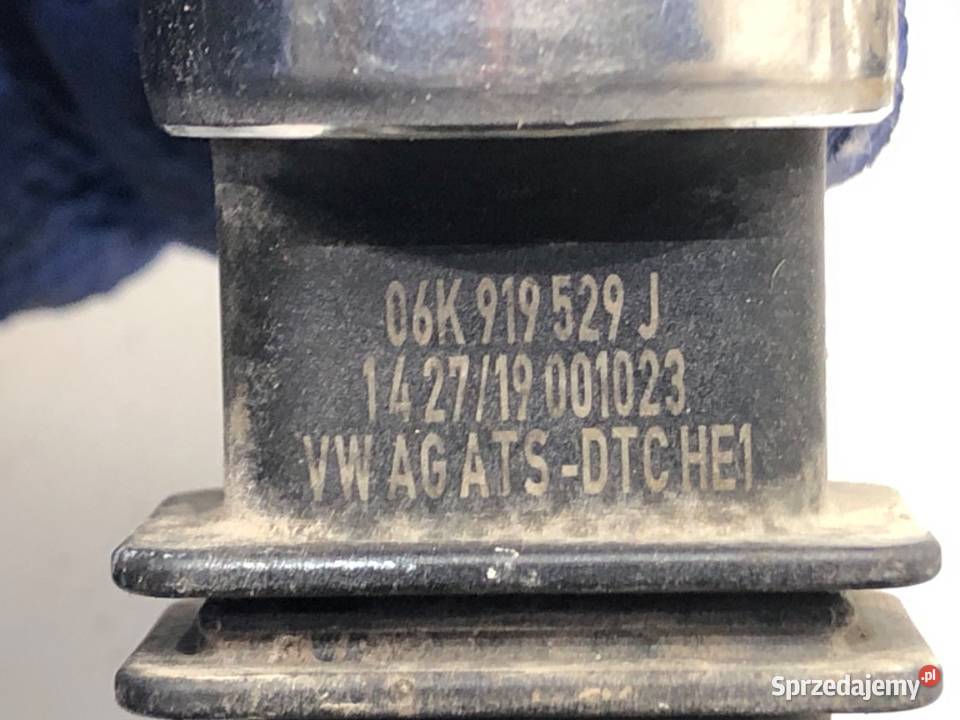 06K 919 529 J
14 27/19 001023
VW AG ATS-DTC HE1
Sprzedajemy.pl